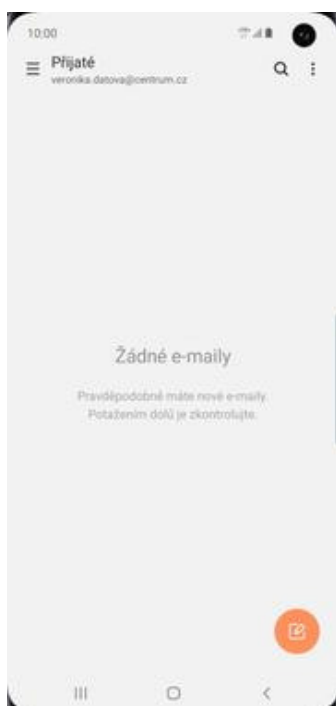 10:00
Přijaté
veronika.datova@centrum.cz
Žádné e-maily
Pravděpodobně máte nové e-maily.
Potažením dolů je zkontrolujte.